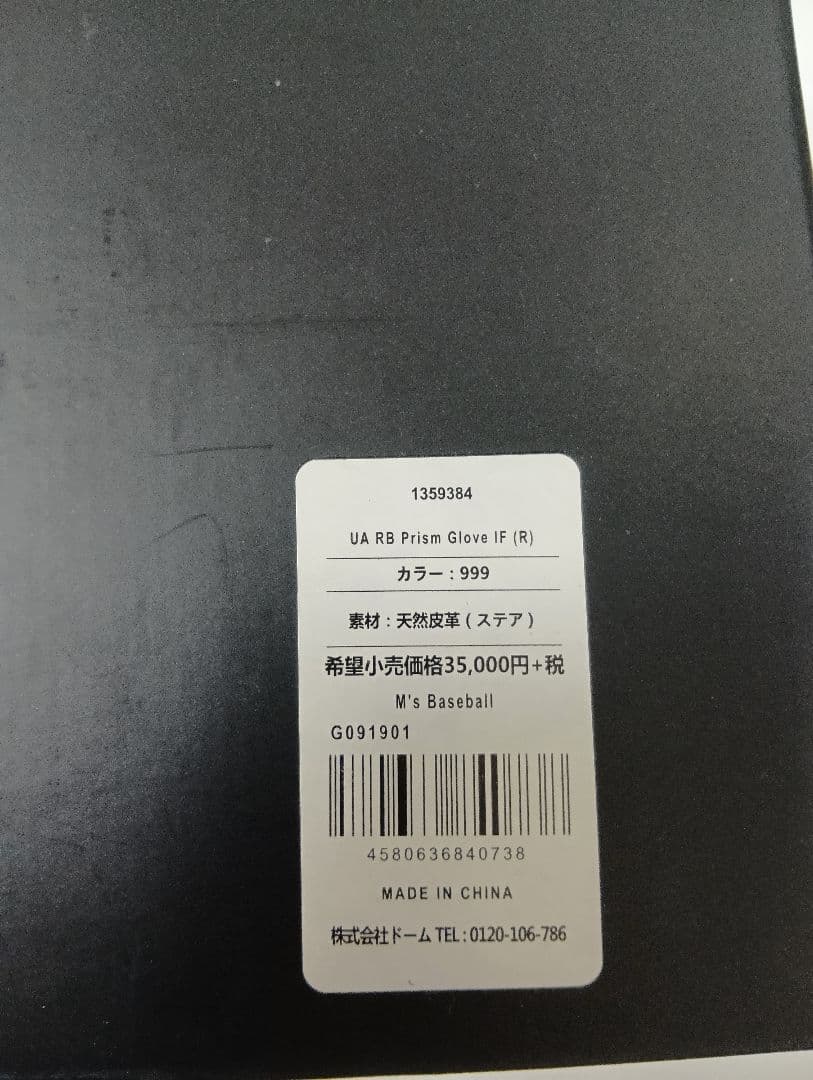 1359384
UA RB Prism Glove IF (R)
カラー : 999
素材 : 天然皮革 ( ステア )
希望小売価格35,000円+税
M's Baseball
G091901
4580636840738
MADE IN CHINA
株式会社ドーム TEL : 0120-106-786